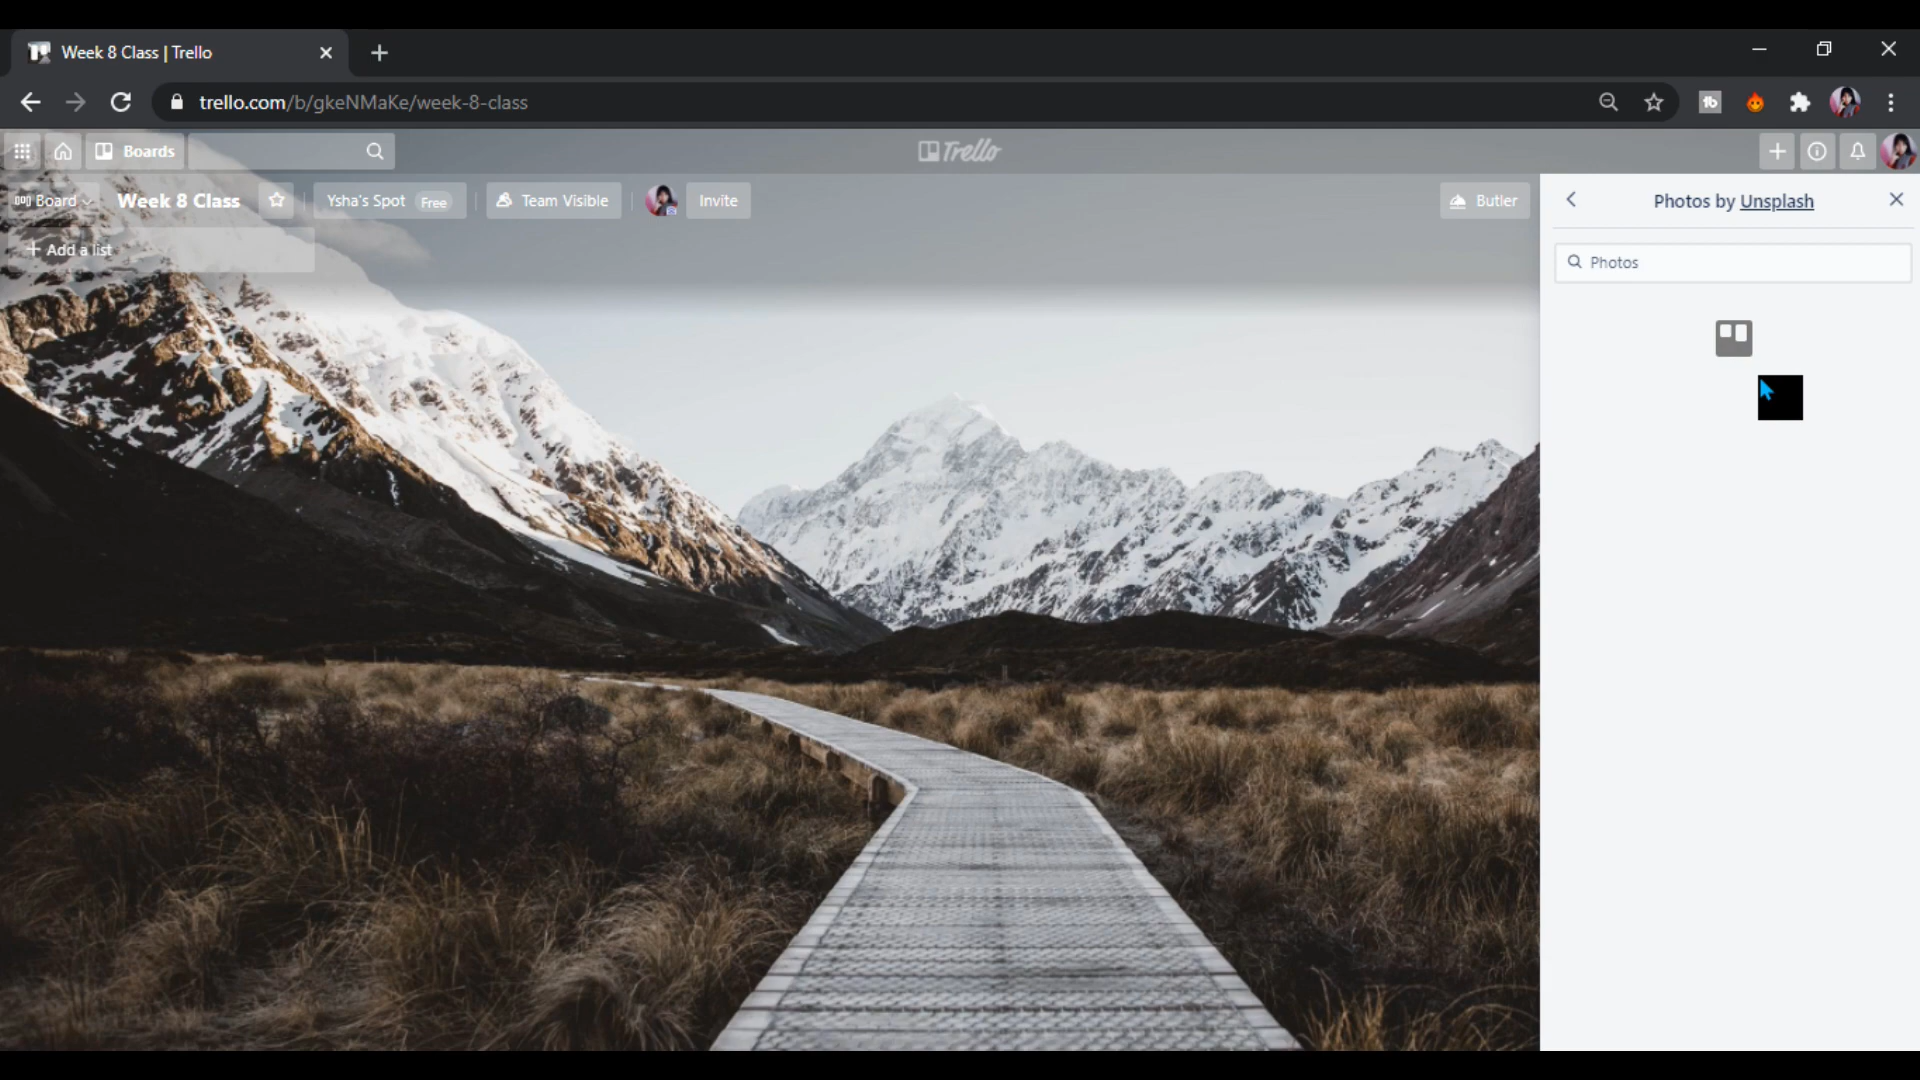 Week 8 Class | Trello
trello.com/b/gkeNMaKe/week-8-class
Boards
Trello
Board
Week 8 Class
Ysha's Spot Free
Team Visible
Invite
Butler
Photos by Unsplash
+ Add a list
Photos